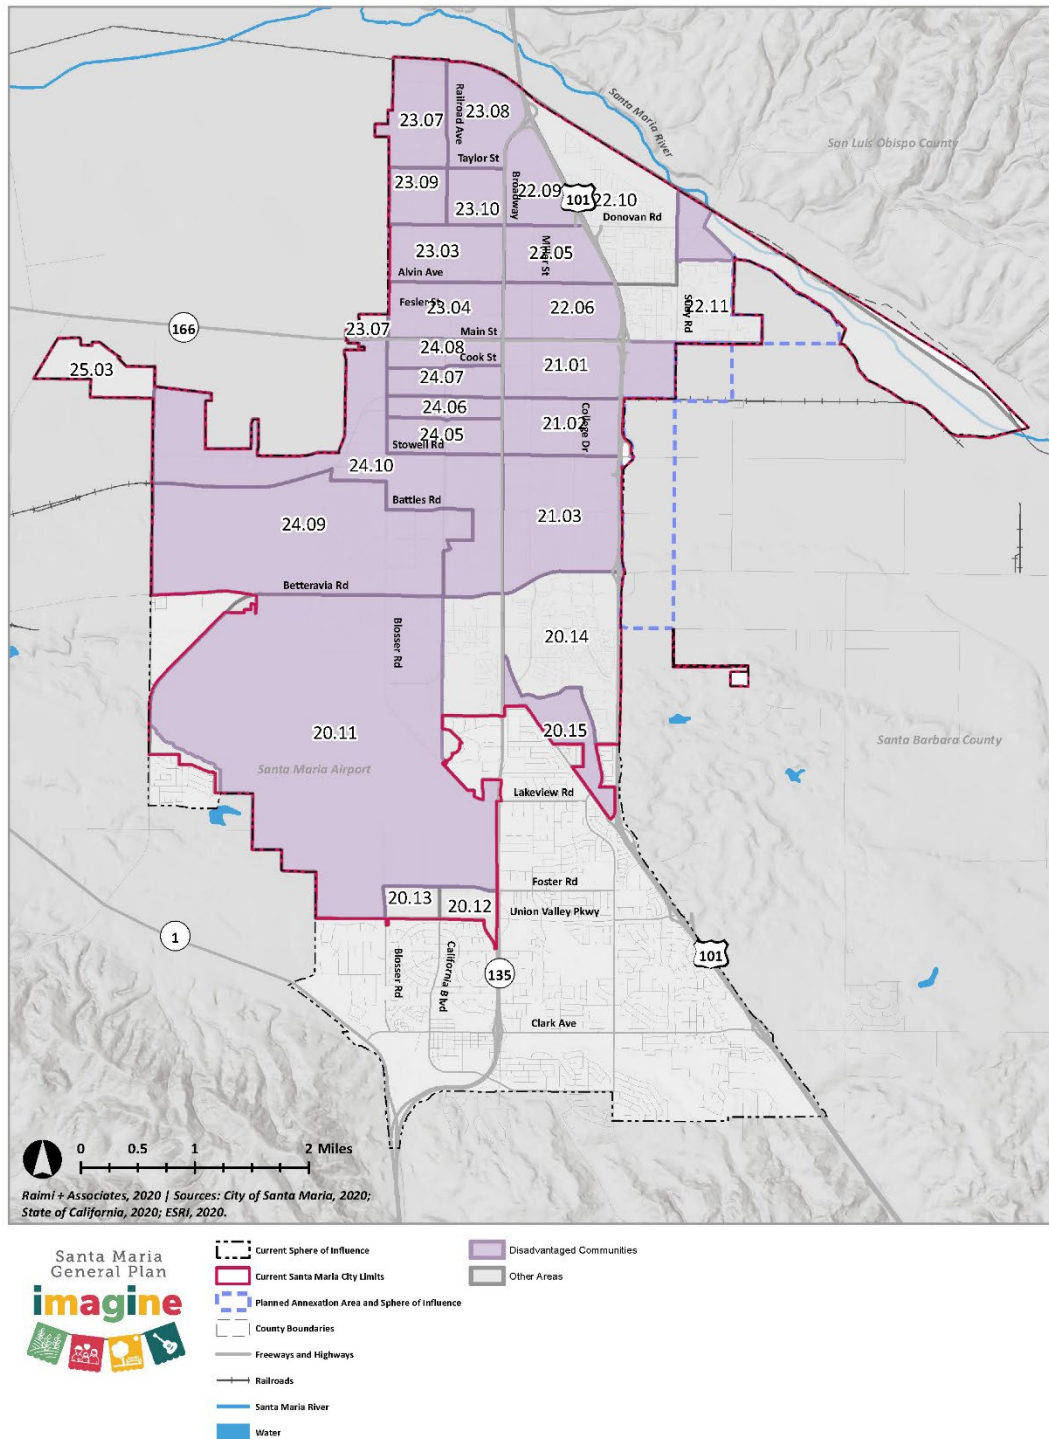 Santa Maria River
San Luis Obispo County
23.07
Railroad Ave
23.08
Taylor St
23.09
23.10
Broadway
22.09
101
22.10
Donovan Rd
23.03
Miller St
22.05
Alvin Ave
Fesler St
23.04
22.06
Suey Rd
22.11
166
23.07
Main St
24.08
Cook St
21.01
25.03
24.07
24.06
24.05
21.02
College Dr
Stowell Rd
24.10
Battles Rd
24.09
21.03
Betteravia Rd
Blosser Rd
20.14
20.11
20.15
Santa Maria Airport
Santa Barbara County
Lakeview Rd
Foster Rd
20.13
20.12
Union Valley Pkwy
1
Blosser Rd
California Blvd
135
101
Clark Ave
0 0.5 1 2 Miles
Raimi + Associates, 2020 | Sources: City of Santa Maria, 2020;
State of California, 2020; ESRI, 2020.
Santa Maria
General Plan
imagine
Current Sphere of Influence
Current Santa Maria City Limits
Planned Annexation Area and Sphere of Influence
County Boundaries
Freeways and Highways
Railroads
Santa Maria River
Water
Disadvantaged Communities
Other Areas